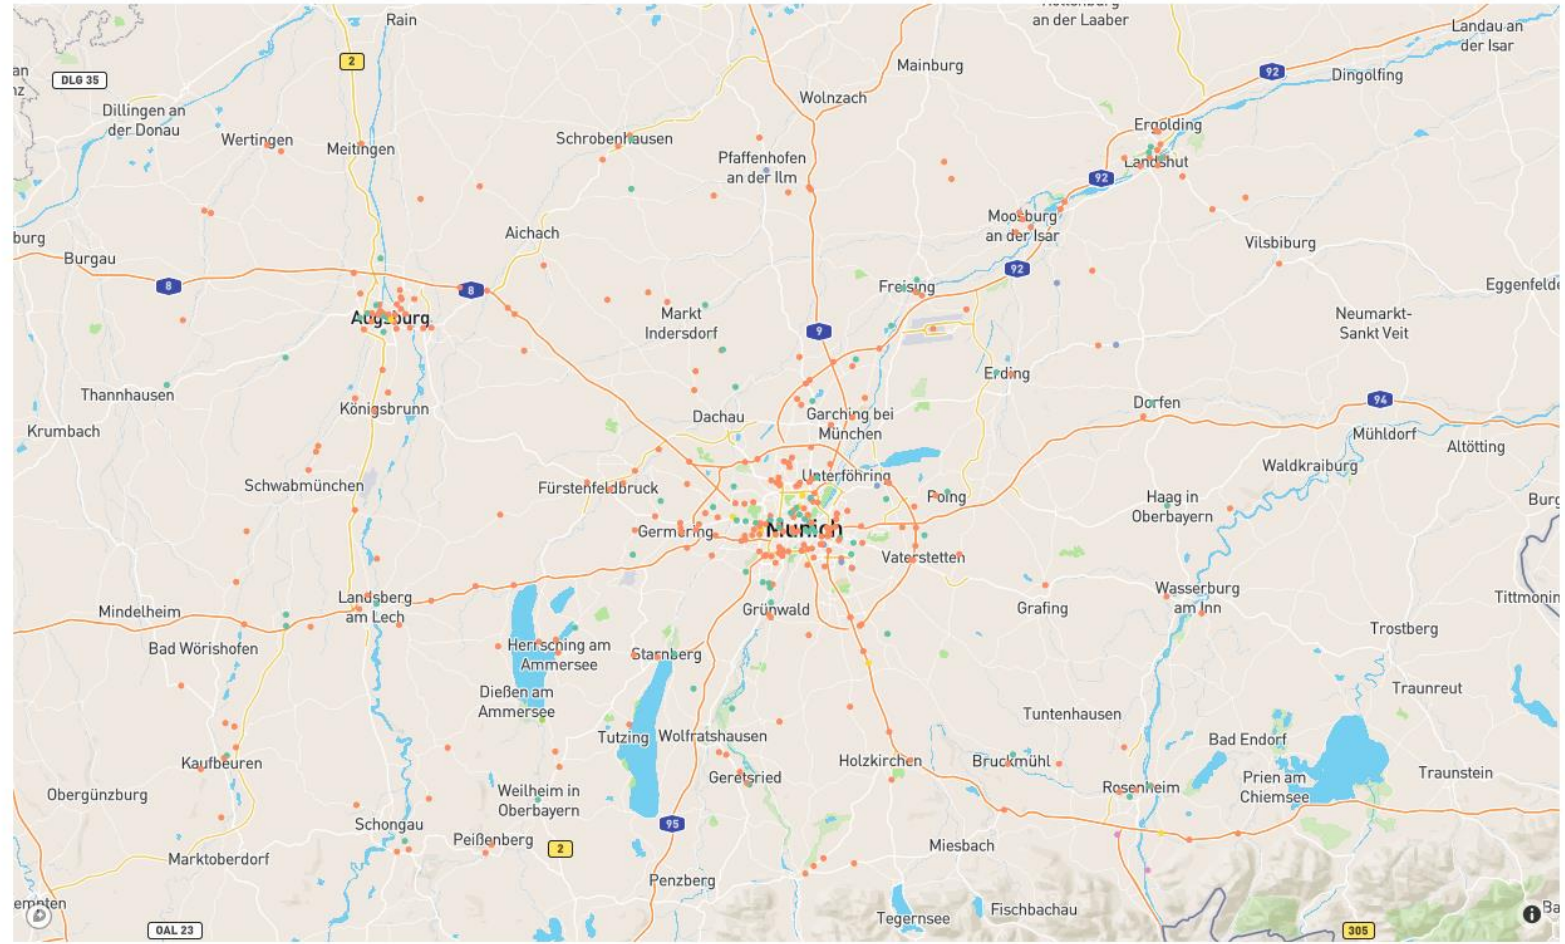 Rain
an der Laaber
Landau an
der Isar
2
Mainburg
92
Dingolfing
DLG 35
Dillingen an
der Donau
Wolnzach
Ergolding
Wertingen
Meitingen
Schrobenhausen
Pfaffenhofen
an der Ilm
Landshut
92
Moosburg
an der Isar
Aichach
burg
Burgau
Vilsbiburg
92
8
8
Freising
Eggenfelde
Augsburg
Markt
Indersdorf
9
Neumarkt-
Sankt Veit
Erding
Thannhausen
Königsbrunn
Dachau
Garching bei
München
Dorfen
94
Krumbach
Mühldorf
Altötting
Waldkraiburg
Schwabmünchen
Fürstenfeldbruck
Unterföhring
Poing
Haag in
Oberbayern
Burg
Germering
Munich
Vaterstetten
Mindelheim
Landsberg
am Lech
Grünwald
Grafing
Wasserburg
am Inn
Tittmonin
Bad Wörishofen
Herrsching am
Ammersee
Starnberg
Trostberg
Dießen am
Ammersee
Traunreut
Tuntenhausen
Tutzing
Wolfratshausen
Bad Endorf
Kaufbeuren
Geretsried
Holzkirchen
Bruckmühl
Rosenheim
Prien am
Chiemsee
Traunstein
Obergünzburg
Weilheim in
Oberbayern
Schongau
95
Peißenberg
2
Miesbach
Marktoberdorf
Penzberg
empten
Tegernsee
Fischbachau
Ba
OAL 23
305